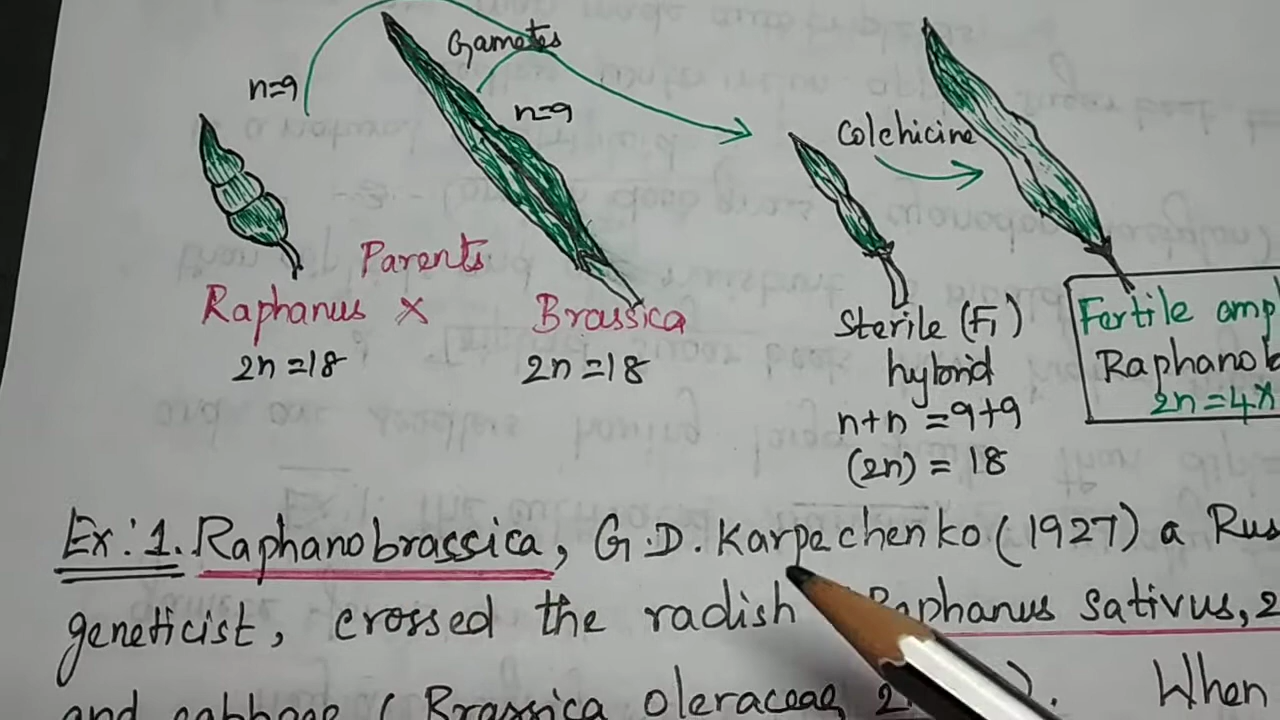 Gametes
n=9
n=9
Colchicine
Parents
Raphanus × Brassica
2n=18
2n=18
Sterile (F1)
hybrid
n+n = 9+9
(2n) = 18
Fertile amp
Raphanob
2n=4x
Ex:1. Raphanobrassica, G.D. Karpechenko (1927) a Rus
geneticist, crossed the radish Raphanus sativus, 2
and cabbage ( Brassica oleraceae, 2 ). When